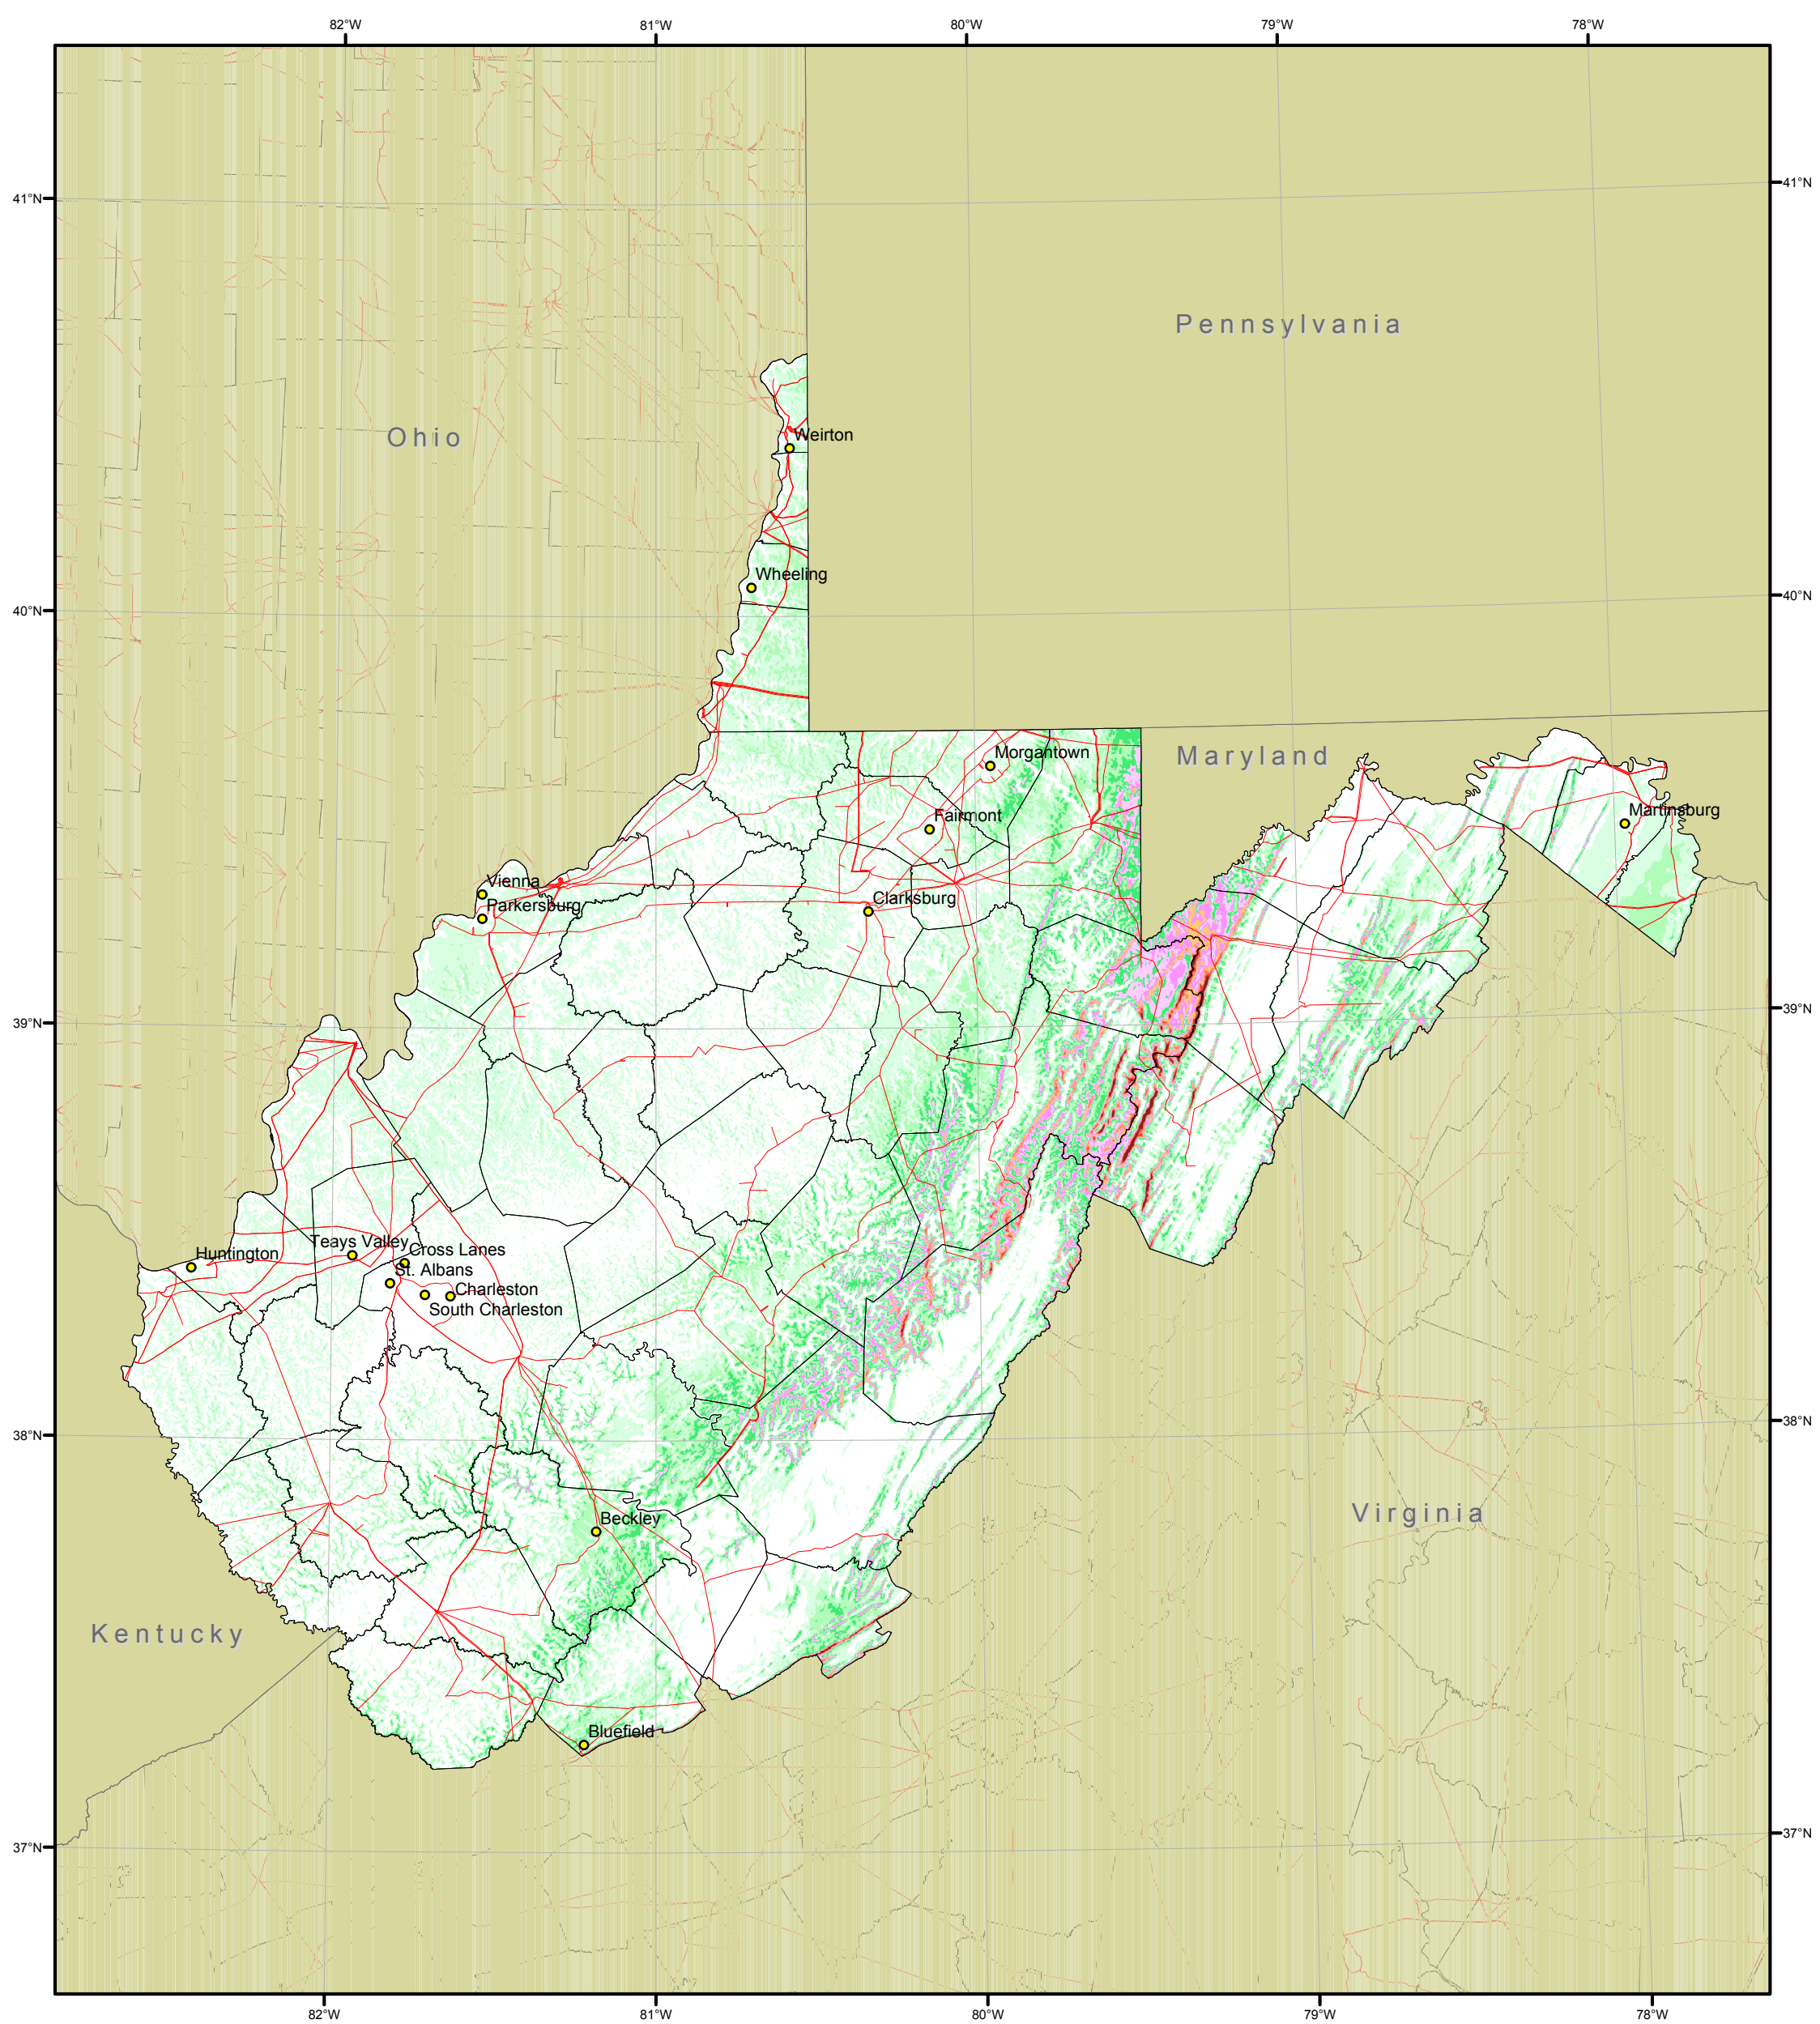 82°W 81°W 80°W 79°W 78°W
41°N 41°N
Pennsylvania
Ohio
Weirton
Wheeling
40°N 40°N
Morgantown
Maryland
Martinsburg
Fairmont
Vienna
Clarksburg
Parkersburg
39°N 39°N
Teays Valley
Cross Lanes
Huntington
St. Albans
Charleston
South Charleston
38°N 38°N
Virginia
Beckley
Kentucky
Bluefield
37°N 37°N
82°W 81°W 80°W 79°W 78°W